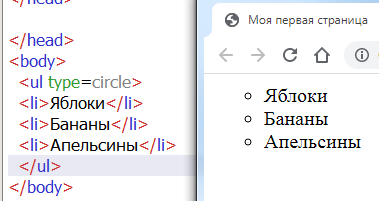 </head>
<body>
<ul type=circle>
<li>Яблоки</li>
<li>Бананы</li>
<li>Апельсины</li>
</ul>
</body>
Моя первая страница
Яблоки
Бананы
Апельсины